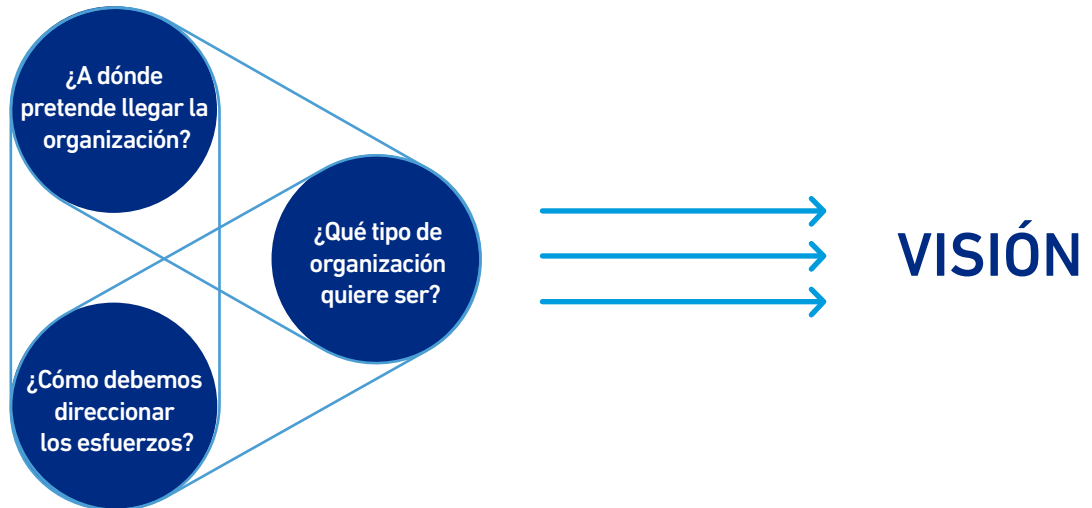 ¿A dónde
pretende llegar la
organización?
¿Qué tipo de
organización
quiere ser?
¿Cómo debemos
direccionar
los esfuerzos?
VISIÓN